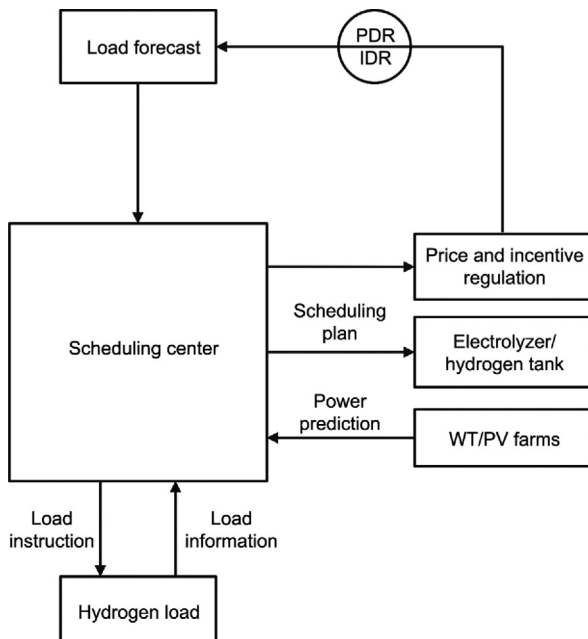 PDR
IDR
Load forecast
Price and incentive
regulation
Scheduling
plan
Scheduling center
Electrolyzer/
hydrogen tank
Power
prediction
WT/PV farms
Load
instruction
Load
information
Hydrogen load